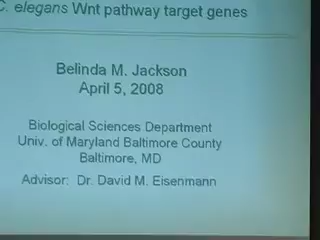 C. elegans Wnt pathway target genes
Belinda M. Jackson
April 5, 2008
Biological Sciences Department
Univ. of Maryland Baltimore County
Baltimore, MD
Advisor: Dr. David M. Eisenmann